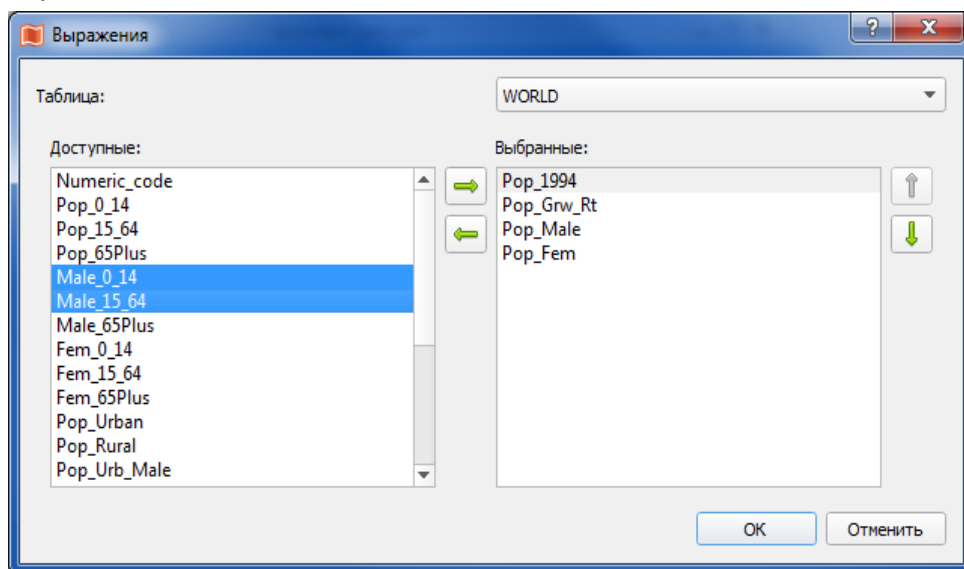 Выражения
?
X
Таблица:
WORLD
Доступные:
Numeric_code
Pop_0_14
Pop_15_64
Pop_65Plus
Male_0_14
Male_15_64
Male_65Plus
Fem_0_14
Fem_15_64
Fem_65Plus
Pop_Urban
Pop_Rural
Pop_Urb_Male
Выбранные:
Pop_1994
Pop_Grw_Rt
Pop_Male
Pop_Fem
ОК
Отменить